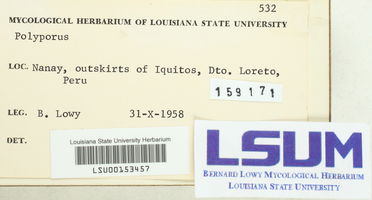 532
MYCOLOGICAL HERBARIUM OF LOUISIANA STATE UNIVERSITY
Polyporus
LOC. Nanay, outskirts of Iquitos, Dto. Loreto,
Peru
159171
LEG. B. Lowy 31-X-1958
DET.
Louisiana State University Herbarium
LSU00153457
LSUM
BERNARD LOWY MYCOLOGICAL HERBARIUM
LOUISIANA STATE UNIVERSITY